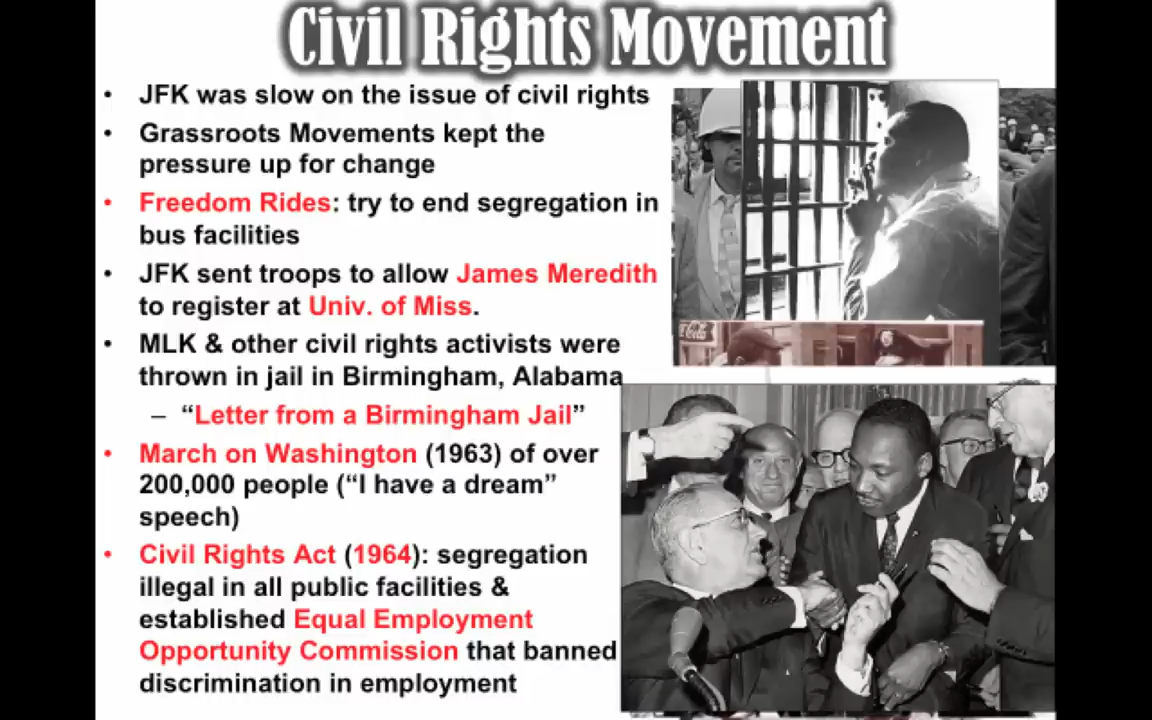 Civil Rights Movement
• JFK was slow on the issue of civil rights
• Grassroots Movements kept the
pressure up for change
• Freedom Rides: try to end segregation in
bus facilities
• JFK sent troops to allow James Meredith
to register at Univ. of Miss.
• MLK & other civil rights activists were
thrown in jail in Birmingham, Alabama
– “Letter from a Birmingham Jail”
• March on Washington (1963) of over
200,000 people (“I have a dream”
speech)
• Civil Rights Act (1964): segregation
illegal in all public facilities &
established Equal Employment
Opportunity Commission that banned
discrimination in employment